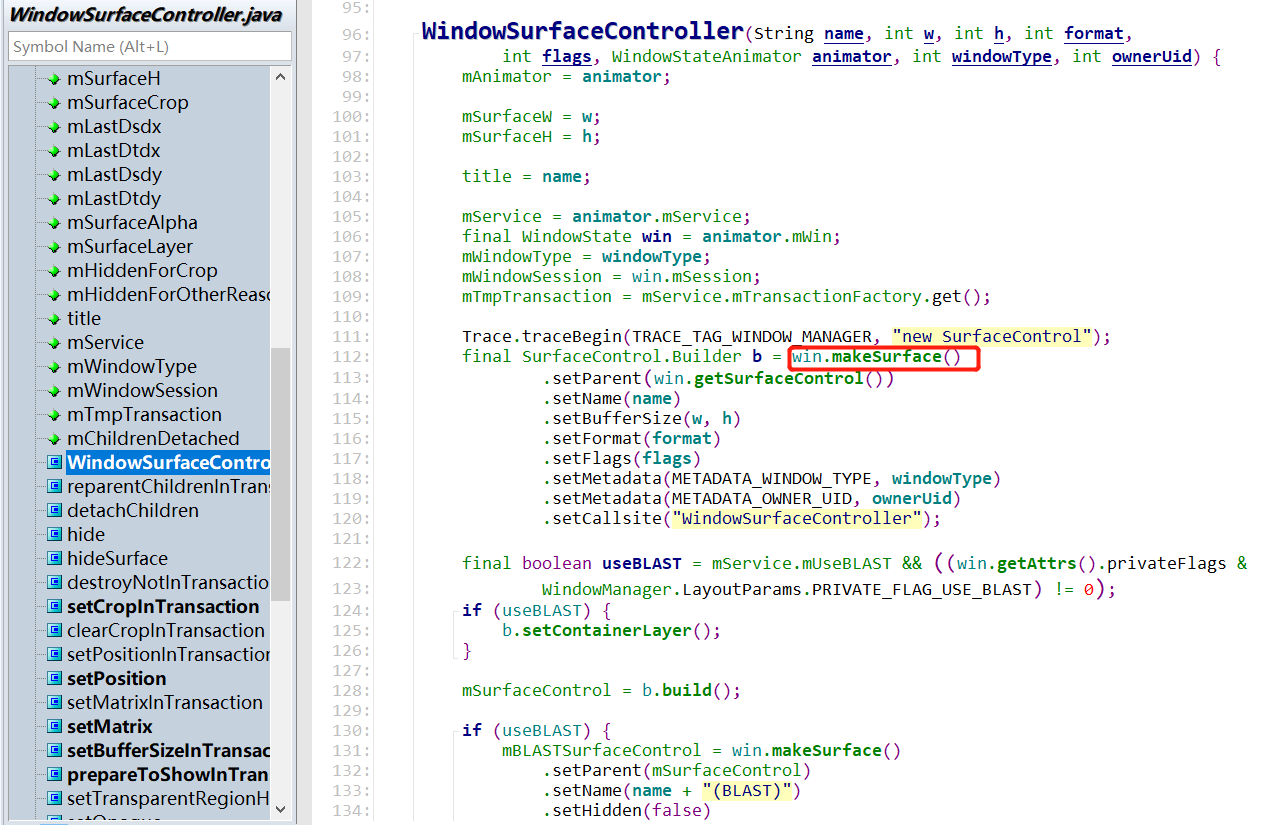 WindowSurfaceController.java
Symbol Name (Alt+L)
mSurfaceH
mSurfaceCrop
mLastDsdx
mLastDtdx
mLastDsdy
mLastDtdy
mSurfaceAlpha
mSurfaceLayer
mHiddenForCrop
mHiddenForOtherReaso
title
mService
mWindowType
mWindowSession
mTmpTransaction
mChildrenDetached
WindowSurfaceContro
reparentChildrenInTran
detachChildren
hide
hideSurface
destroyNotInTransactio
setCropInTransaction
clearCropInTransaction
setPositionInTransaction
setPosition
setMatrixInTransaction
setMatrix
setBufferSizeInTransac
prepareToShowInTran
setTransparentRegionH
setOpaque
95:
96: WindowSurfaceController(String name, int w, int h, int format,
97: int flags, WindowStateAnimator animator, int windowType, int ownerUid) {
98: mAnimator = animator;
99:
100: mSurfaceW = w;
101: mSurfaceH = h;
102:
103: title = name;
104:
105: mService = animator.mService;
106: final WindowState win = animator.mWin;
107: mWindowType = windowType;
108: mWindowSession = win.mSession;
109: mTmpTransaction = mService.mTransactionFactory.get();
110:
111: Trace.traceBegin(TRACE_TAG_WINDOW_MANAGER, "new SurfaceControl");
112: final SurfaceControl.Builder b = win.makeSurface()
113: .setParent(win.getSurfaceControl())
114: .setName(name)
115: .setBufferSize(w, h)
116: .setFormat(format)
117: .setFlags(flags)
118: .setMetadata(METADATA_WINDOW_TYPE, windowType)
119: .setMetadata(METADATA_OWNER_UID, ownerUid)
120: .setCallsite("WindowSurfaceController");
121:
122: final boolean useBLAST = mService.mUseBLAST && ((win.getAttrs().privateFlags &
123: WindowManager.LayoutParams.PRIVATE_FLAG_USE_BLAST) != 0);
124: if (useBLAST) {
125: b.setContainerLayer();
126: }
127:
128: mSurfaceControl = b.build();
129:
130: if (useBLAST) {
131: mBLASTSurfaceControl = win.makeSurface()
132: .setParent(mSurfaceControl)
133: .setName(name + "(BLAST)")
134: .setHidden(false)